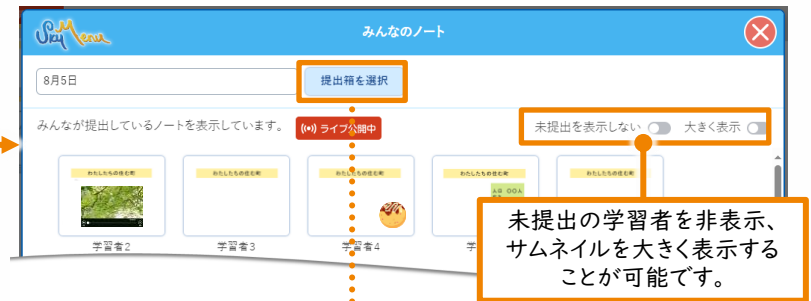 Sky Menu
みんなのノート
8月5日
提出箱を選択
みんなが提出しているノートを表示しています。
ライブ公開中
未提出を表示しない
大きく表示
わたしたちの住む町
わたしたちの住む町
わたしたちの住む町
わたしたちの住む町
わたしたちの住む町
学習者2
学習者3
学習者4
学
未提出の学習者を非表示、
サムネイルを大きく表示する
ことが可能です。